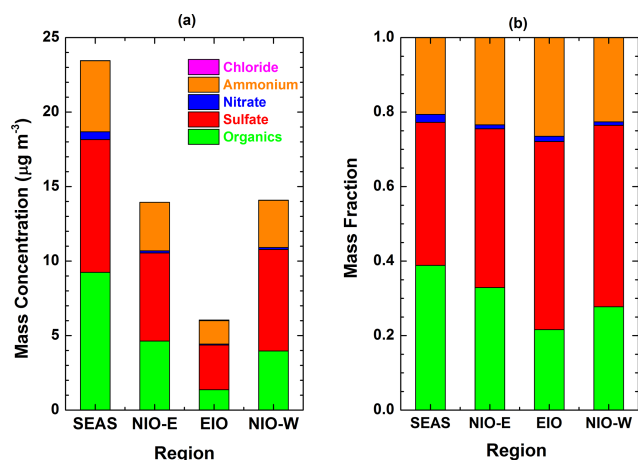 (a)
25
20
15
10
5
0
Mass Concentration (μg m-3)
Chloride
Ammonium
Nitrate
Sulfate
Organics
SEAS NIO-E EIO NIO-W
Region
(b)
1.0
0.8
0.6
0.4
0.2
0.0
Mass Fraction
SEAS NIO-E EIO NIO-W
Region